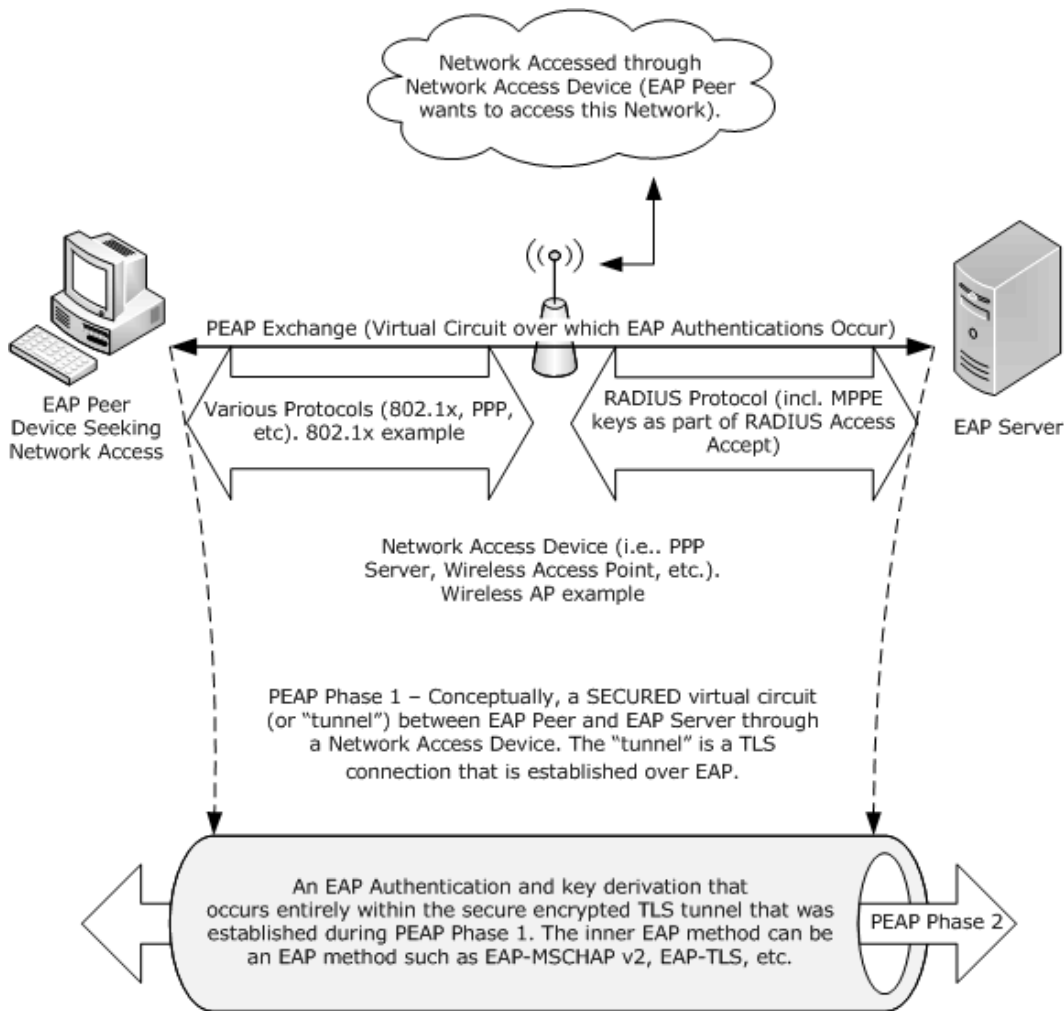 Network Accessed through
Network Access Device (EAP Peer
wants to access this Network).
PEAP Exchange (Virtual Circuit over which EAP Authentications Occur)
EAP Peer
Device Seeking
Network Access
Various Protocols (802.1x, PPP,
etc). 802.1x example
RADIUS Protocol (incl. MPPE
keys as part of RADIUS Access
Accept)
EAP Server
Network Access Device (i.e.. PPP
Server, Wireless Access Point, etc.).
Wireless AP example
PEAP Phase 1 – Conceptually, a SECURED virtual circuit
(or “tunnel”) between EAP Peer and EAP Server through
a Network Access Device. The “tunnel” is a TLS
connection that is established over EAP.
An EAP Authentication and key derivation that
occurs entirely within the secure encrypted TLS tunnel that was
established during PEAP Phase 1. The inner EAP method can be
an EAP method such as EAP-MSCHAP v2, EAP-TLS, etc.
PEAP Phase 2